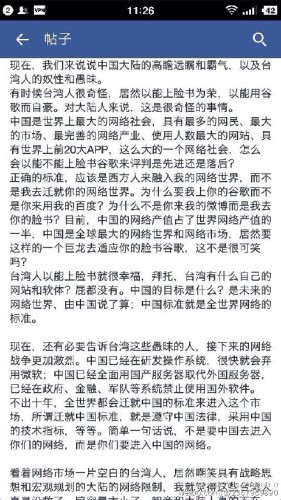 2 VPN 11:26 42
帖子
现在，我们来说说中国大陆的高瞻远瞩和霸气、以及台
湾人的奴性和愚昧。
有时候台湾人很奇怪，居然以能上脸书为荣、以能用谷
歌而自豪。对大陆人来说，这是很奇怪的事情。
中国是世界上最大的网络社会，具有最多的网民、最大
的市场、最完善的网络产业、使用人数最大的网站、具
有世界上前20大APP，这么大的一个网络社会，怎么
会以能不能上脸书谷歌来评判是先进还是落后？
正确的标准，应该是西方人来融入我的网络世界，而不
是我去迁就你的网络世界。为什么要我上你的谷歌而不
是你来用我的百度？为什么不是你来我的微博而是我去
你的脸书？目前，中国的网络产值占了世界网络产值的
一半，中国是全球最大的网络世界和网络市场，居然要
这样的一个巨龙去适应你的脸书谷歌，这不是很可笑
吗？
台湾人以能上脸书就很幸福，拜托，台湾有什么自己的
网站和软体？屁都没有。中国的目标是什么？是未来的
网络世界、由中国说了算；中国标准就是全世界网络的
标准。
现在，还有必要告诉台湾这些愚昧的人，接下来的网络
战争更加激烈。中国已经在研发操作系统，很快就会弃
用微软；中国已经全面用国产服务器取代外国服务器，
已经在政府、金融、军队等系统禁止使用国外软件。
不出十年，全世界都会迁就中国的标准来进入这个市
场，所谓迁就中国标准，就是遵守中国法律，采用中国
的技术指标，等等。简单一句话说，不是要中国去进入
你们的网络，而是你们要进入中国的网络。
看着网络市场一片空白的台湾人，居然嘲笑具有战略思
想和宏观规划的大陆的网络限制，我就觉得这些台湾人